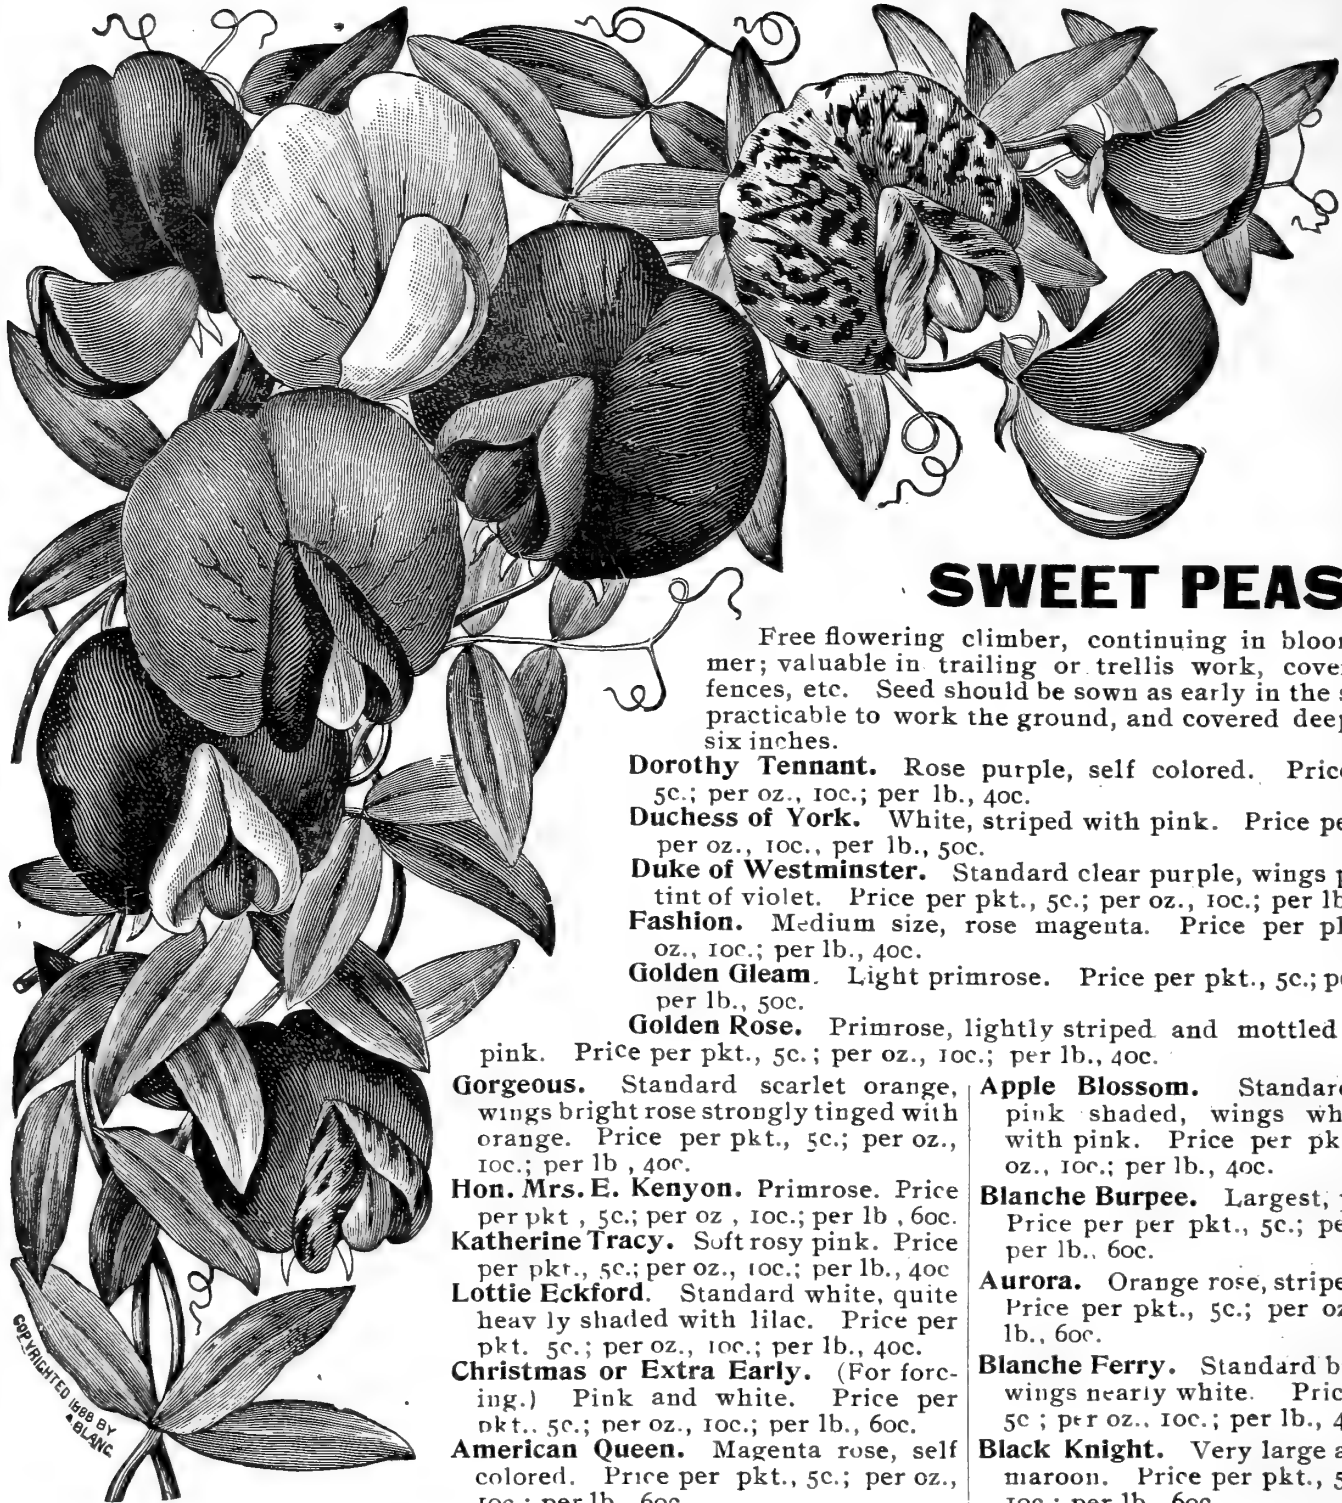 SWEET PEAS
Free flowering climber, continuing in bloo
mer; valuable in trailing or trellis work, cove
fences, etc. Seed should be sown as early in the s
practicable to work the ground, and covered deep
six inches.
Dorothy Tennant. Rose purple, self colored. Pric
5c.; per oz., 10c.; per lb., 40c.
Duchess of York. White, striped with pink. Price pe
per oz., 10c., per lb., 50c.
Duke of Westminster. Standard clear purple, wings p
tint of violet. Price per pkt., 5c.; per oz., 10c.; per lb
Fashion. Medium size, rose magenta. Price per pk
oz., 10c.; per lb., 40c.
Golden Gleam. Light primrose. Price per pkt., 5c.; pe
per lb., 50c.
Golden Rose. Primrose, lightly striped and mottled
pink. Price per pkt., 5c.; per oz., 10c.; per lb., 40c.
Gorgeous. Standard scarlet orange,
wings bright rose strongly tinged with
orange. Price per pkt., 5c.; per oz.,
10c.; per lb , 40c.
Hon. Mrs. E. Kenyon. Primrose. Price
per pkt , 5c.; per oz , 10c.; per lb , 60c.
Katherine Tracy. Soft rosy pink. Price
per pkt., 5c.; per oz., 10c.; per lb., 40c
Lottie Eckford. Standard white, quite
heav ly shaded with lilac. Price per
pkt. 5c.; per oz., 10c.; per lb., 40c.
Christmas or Extra Early. (For forc-
ing.) Pink and white. Price per
pkt.. 5c.; per oz., 10c.; per lb., 60c.
American Queen. Magenta rose, self
colored. Price per pkt., 5c.; per oz.,
10c.; per lb., 60c.
Apple Blossom. Standard
pink shaded, wings wh
with pink. Price per pk
oz., 10c.; per lb., 40c.
Blanche Burpee. Largest,
Price per per pkt., 5c.; pe
per lb., 60c.
Aurora. Orange rose, stripe
Price per pkt., 5c.; per oz
lb., 60c.
Blanche Ferry. Standard b
wings nearly white. Pric
5c ; per oz., 10c.; per lb., 4
Black Knight. Very large a
maroon. Price per pkt., 5
10c.; per lb., 60c.
COPYRIGHTED 1888 BY
A BLANC